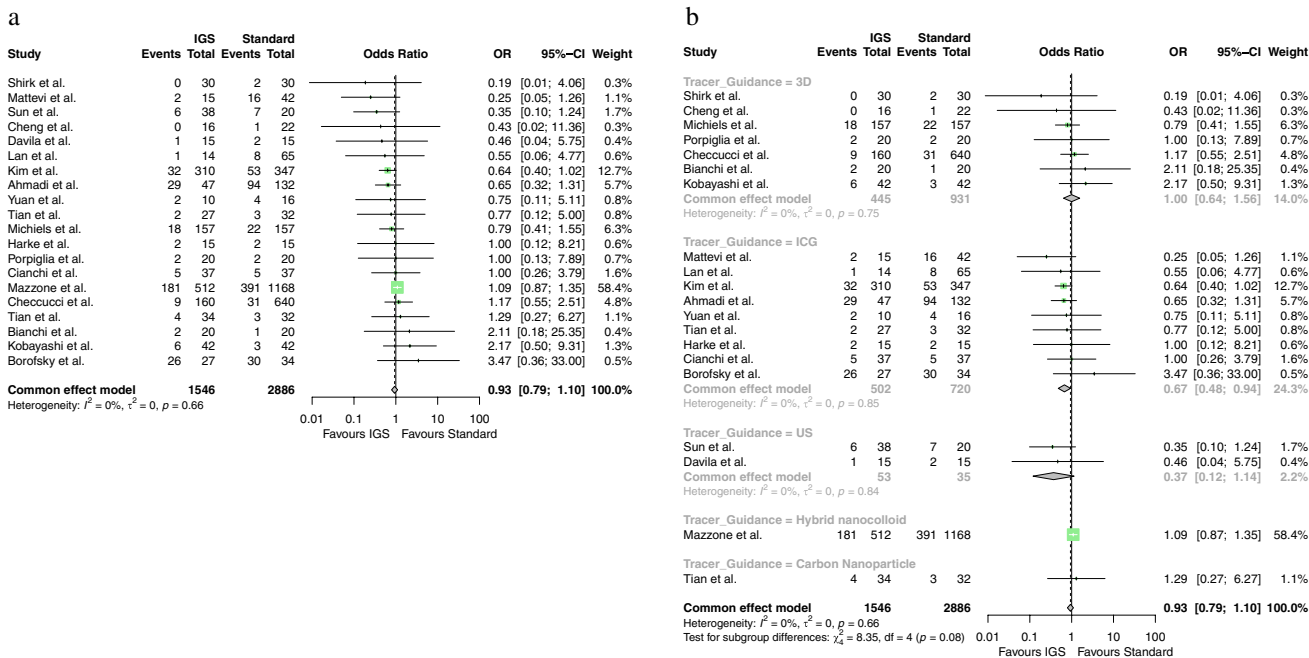 a
IGS Standard
Study Events Total Events Total Odds Ratio OR 95%−CI Weight
Shirk et al. 0 30 2 30 0.19 [0.01; 4.06] 0.3%
Mattevi et al. 2 15 16 42 0.25 [0.05; 1.26] 1.1%
Sun et al. 6 38 7 20 0.35 [0.10; 1.24] 1.7%
Cheng et al. 0 16 1 22 0.43 [0.02; 11.36] 0.3%
Davila et al. 1 15 2 15 0.46 [0.04; 5.75] 0.4%
Lan et al. 1 14 8 65 0.55 [0.06; 4.77] 0.6%
Kim et al. 32 310 53 347 0.64 [0.40; 1.02] 12.7%
Ahmadi et al. 29 47 94 132 0.65 [0.32; 1.31] 5.7%
Yuan et al. 2 10 4 16 0.75 [0.11; 5.11] 0.8%
Tian et al. 2 27 3 32 0.77 [0.12; 5.00] 0.8%
Michiels et al. 18 157 22 157 0.79 [0.41; 1.55] 6.3%
Harke et al. 2 15 2 15 1.00 [0.12; 8.21] 0.6%
Porpiglia et al. 2 20 2 20 1.00 [0.13; 7.89] 0.7%
Cianchi et al. 5 37 5 37 1.00 [0.26; 3.79] 1.6%
Mazzone et al. 181 512 391 1168 1.09 [0.87; 1.35] 58.4%
Checcucci et al. 9 160 31 640 1.17 [0.55; 2.51] 4.8%
Tian et al. 4 34 3 32 1.29 [0.27; 6.27] 1.1%
Bianchi et al. 2 20 1 20 2.11 [0.18; 25.35] 0.4%
Kobayashi et al. 6 42 3 42 2.17 [0.50; 9.31] 1.3%
Borofsky et al. 26 27 30 34 3.47 [0.36; 33.00] 0.5%
Common effect model 1546 2886 0.93 [0.79; 1.10] 100.0%
Heterogeneity: I² = 0%, τ² = 0, p = 0.66
0.01 0.1 1 10 100
Favours IGS Favours Standard
b
IGS Standard
Study Events Total Events Total Odds Ratio OR 95%−CI Weight
Tracer_Guidance = 3D
Shirk et al. 0 30 2 30 0.19 [0.01; 4.06] 0.3%
Cheng et al. 0 16 1 22 0.43 [0.02; 11.36] 0.3%
Michiels et al. 18 157 22 157 0.79 [0.41; 1.55] 6.3%
Porpiglia et al. 2 20 2 20 1.00 [0.13; 7.89] 0.7%
Checcucci et al. 9 160 31 640 1.17 [0.55; 2.51] 4.8%
Bianchi et al. 2 20 1 20 2.11 [0.18; 25.35] 0.4%
Kobayashi et al. 6 42 3 42 2.17 [0.50; 9.31] 1.3%
Common effect model 445 931 1.00 [0.64; 1.56] 14.0%
Heterogeneity: I² = 0%, τ² = 0, p = 0.75
Tracer_Guidance = ICG
Mattevi et al. 2 15 16 42 0.25 [0.05; 1.26] 1.1%
Lan et al. 1 14 8 65 0.55 [0.06; 4.77] 0.6%
Kim et al. 32 310 53 347 0.64 [0.40; 1.02] 12.7%
Ahmadi et al. 29 47 94 132 0.65 [0.32; 1.31] 5.7%
Yuan et al. 2 10 4 16 0.75 [0.11; 5.11] 0.8%
Tian et al. 2 27 3 32 0.77 [0.12; 5.00] 0.8%
Harke et al. 2 15 2 15 1.00 [0.12; 8.21] 0.6%
Cianchi et al. 5 37 5 37 1.00 [0.26; 3.79] 1.6%
Borofsky et al. 26 27 30 34 3.47 [0.36; 33.00] 0.5%
Common effect model 502 720 0.67 [0.48; 0.94] 24.3%
Heterogeneity: I² = 0%, τ² = 0, p = 0.85
Tracer_Guidance = US
Sun et al. 6 38 7 20 0.35 [0.10; 1.24] 1.7%
Davila et al. 1 15 2 15 0.46 [0.04; 5.75] 0.4%
Common effect model 53 35 0.37 [0.12; 1.14] 2.2%
Heterogeneity: I² = 0%, τ² = 0, p = 0.84
Tracer_Guidance = Hybrid nanocolloid
Mazzone et al. 181 512 391 1168 1.09 [0.87; 1.35] 58.4%
Tracer_Guidance = Carbon Nanoparticle
Tian et al. 4 34 3 32 1.29 [0.27; 6.27] 1.1%
Common effect model 1546 2886 0.93 [0.79; 1.10] 100.0%
Heterogeneity: I² = 0%, τ² = 0, p = 0.66
Test for subgroup differences: χ²₄ = 8.35, df = 4 (p = 0.08)
0.01 0.1 1 10 100
Favours IGS Favours Standard